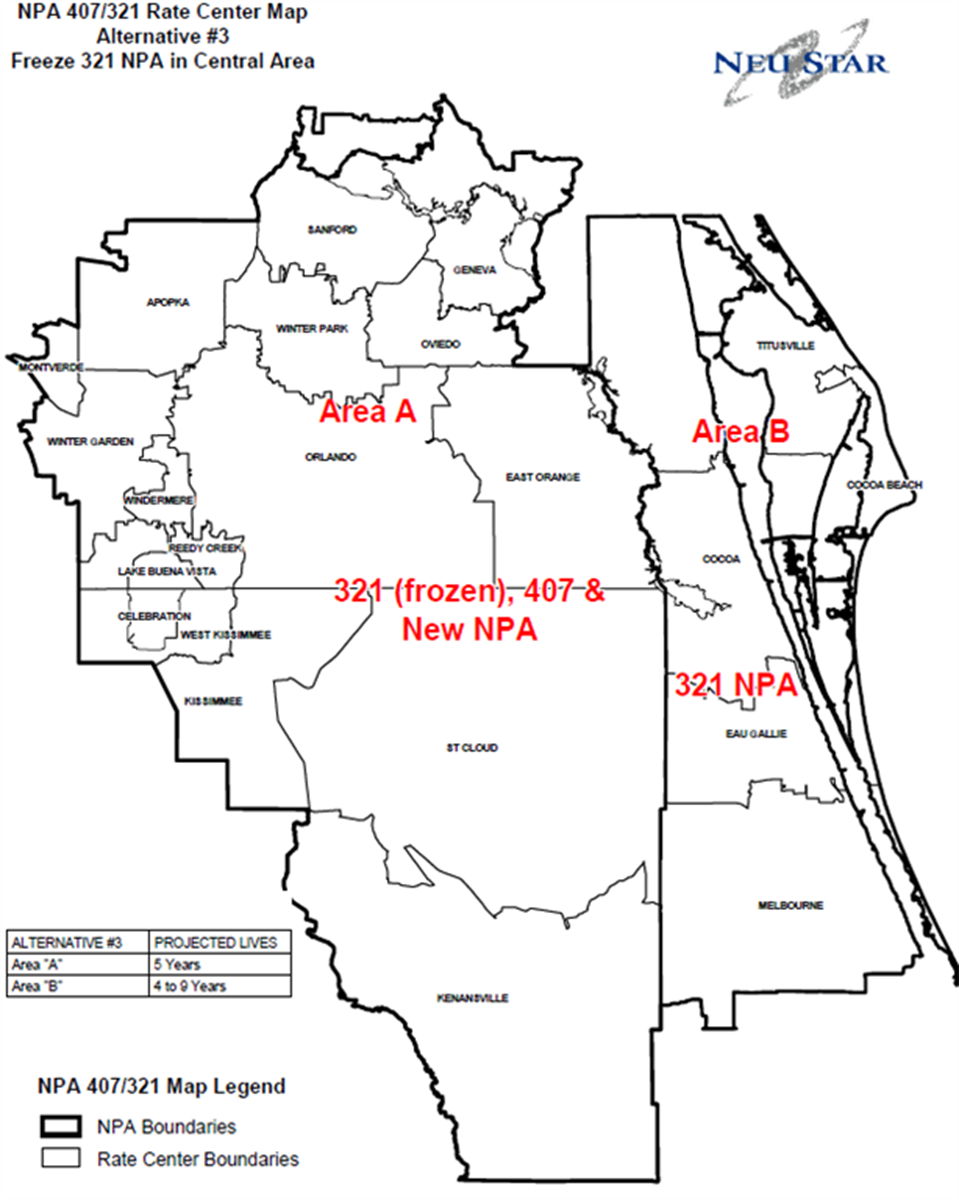 NPA 407/321 Rate Center Map
Alternative #3
Freeze 321 NPA in Central Area
NEUSTAR
SANFORD
GENEVA
APOPKA
WINTER PARK
OVIEDO
TITUSVILLE
MONTVERDE
Area A
Area B
WINTER GARDEN
ORLANDO
EAST ORANGE
COCOA BEACH
WINDERMERE
REEDY CREEK
COCOA
LAKE BUENA VISTA
321 (frozen), 407 &
New NPA
CELEBRATION
WEST KISSIMMEE
321 NPA
KISSIMMEE
EAU GALLIE
ST CLOUD
MELBOURNE
ALTERNATIVE #3 PROJECTED LIVES
Area "A" 5 Years
Area "B" 4 to 9 Years
KENANSVILLE
NPA 407/321 Map Legend
NPA Boundaries
Rate Center Boundaries